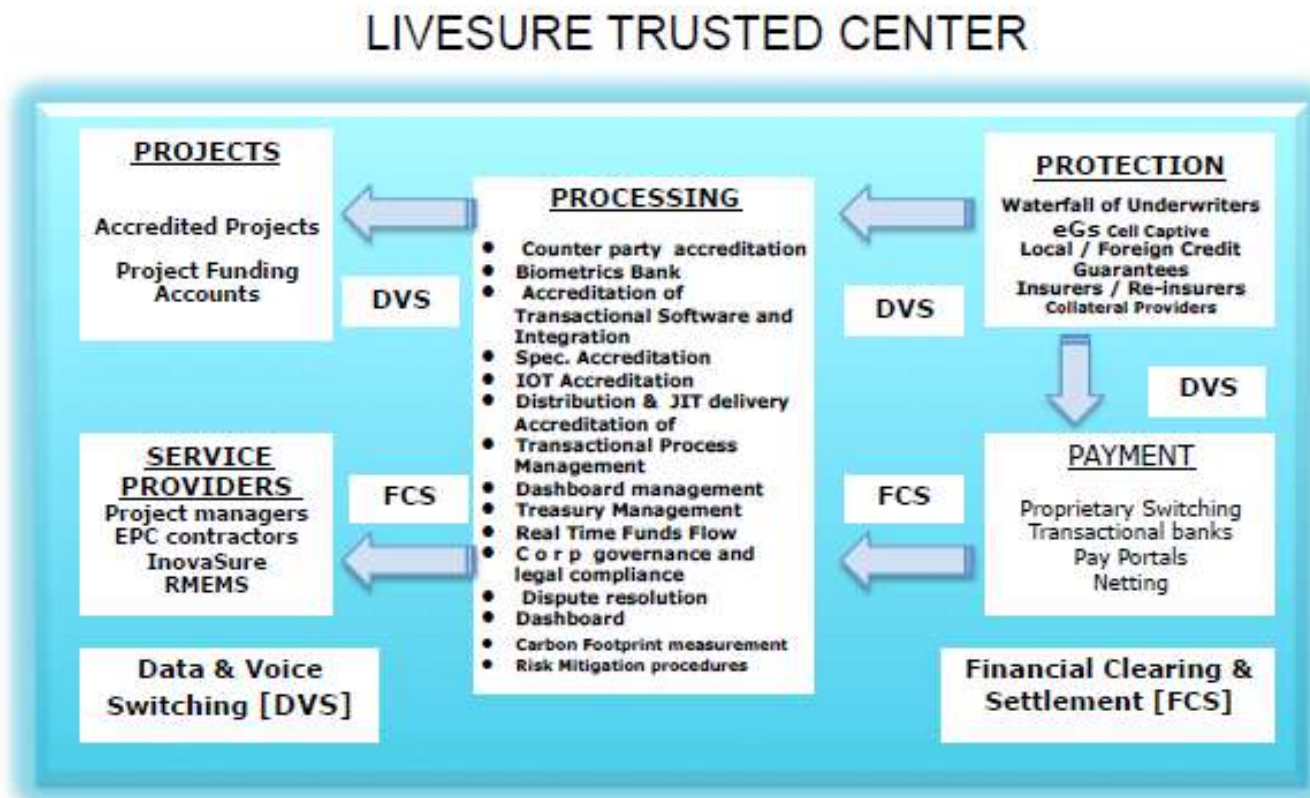 LIVESURE TRUSTED CENTER
PROJECTS
Accredited Projects
Project Funding
Accounts
DVS
PROCESSING
● Counter party accreditation
● Biometrics Bank
● Accreditation of
Transactional Software and
Integration
● Spec. Accreditation
● IOT Accreditation
● Distribution & JIT delivery
Accreditation of
● Transactional Process
Management
● Dashboard management
● Treasury Management
● Real Time Funds Flow
● C o r p governance and
legal compliance
● Dispute resolution
● Dashboard
● Carbon Footprint measurement
● Risk Mitigation procedures
DVS
PROTECTION
Waterfall of Underwriters
eGs Cell Captive
Local / Foreign Credit
Guarantees
Insurers / Re-insurers
Collateral Providers
DVS
SERVICE
PROVIDERS
Project managers
EPC contractors
InovaSure
RMEMS
FCS
FCS
PAYMENT
Proprietary Switching
Transactional banks
Pay Portals
Netting
Data & Voice
Switching [DVS]
Financial Clearing &
Settlement [FCS]